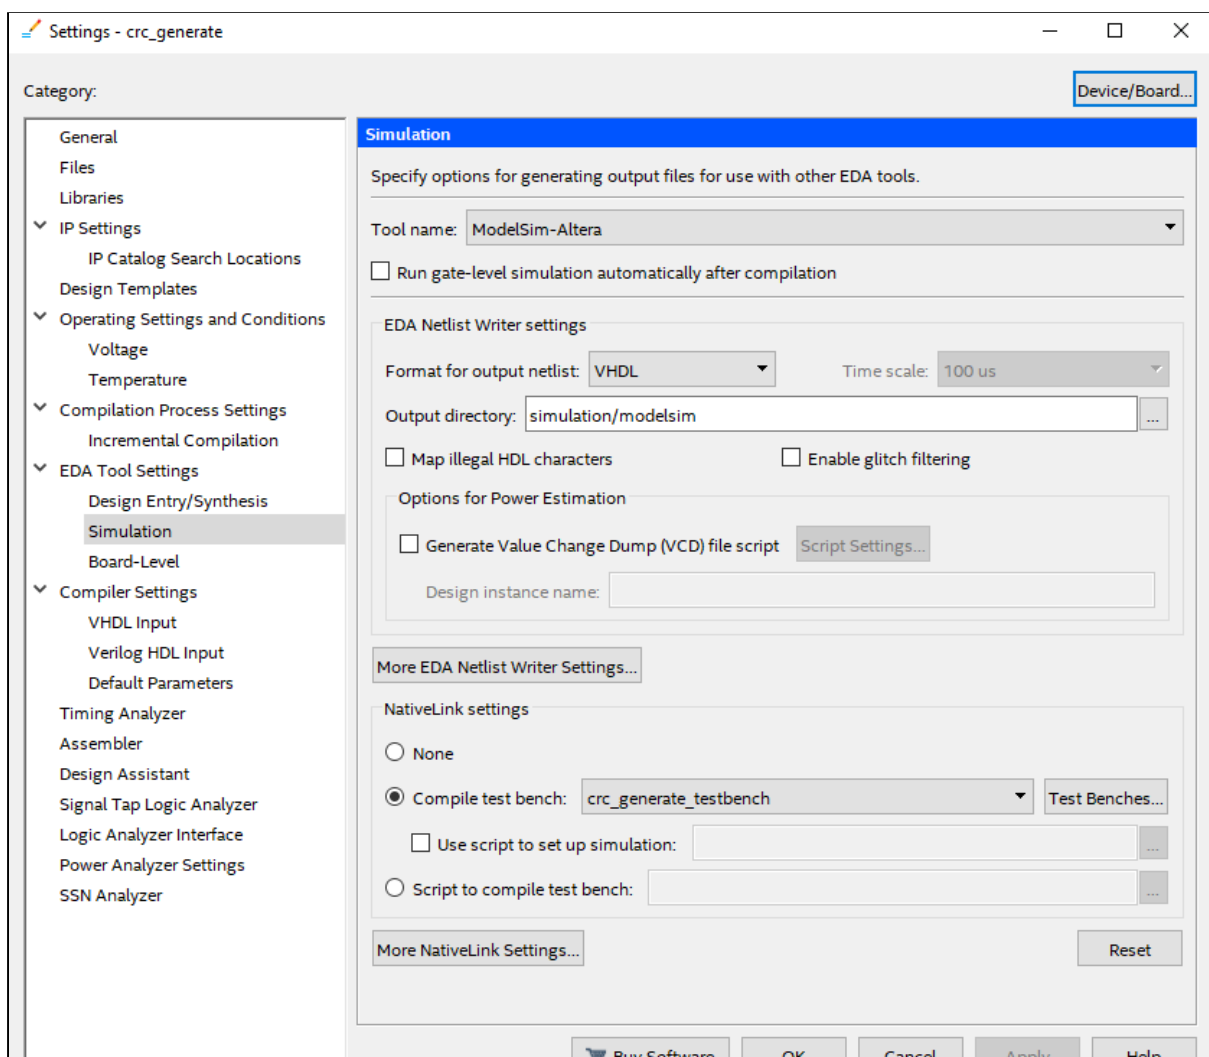 Settings - crc_generate
Category:
Device/Board...
General
Files
Libraries
IP Settings
IP Catalog Search Locations
Design Templates
Operating Settings and Conditions
Voltage
Temperature
Compilation Process Settings
Incremental Compilation
EDA Tool Settings
Design Entry/Synthesis
Simulation
Board-Level
Compiler Settings
VHDL Input
Verilog HDL Input
Default Parameters
Timing Analyzer
Assembler
Design Assistant
Signal Tap Logic Analyzer
Logic Analyzer Interface
Power Analyzer Settings
SSN Analyzer
Simulation
Specify options for generating output files for use with other EDA tools.
Tool name: ModelSim-Altera
Run gate-level simulation automatically after compilation
EDA Netlist Writer settings
Format for output netlist: VHDL Time scale: 100 us
Output directory: simulation/modelsim ...
Map illegal HDL characters Enable glitch filtering
Options for Power Estimation
Generate Value Change Dump (VCD) file script Script Settings...
Design instance name:
More EDA Netlist Writer Settings...
NativeLink settings
None
Compile test bench: crc_generate_testbench Test Benches...
Use script to set up simulation: ...
Script to compile test bench: ...
More NativeLink Settings... Reset
Buy Software OK Cancel Apply Help